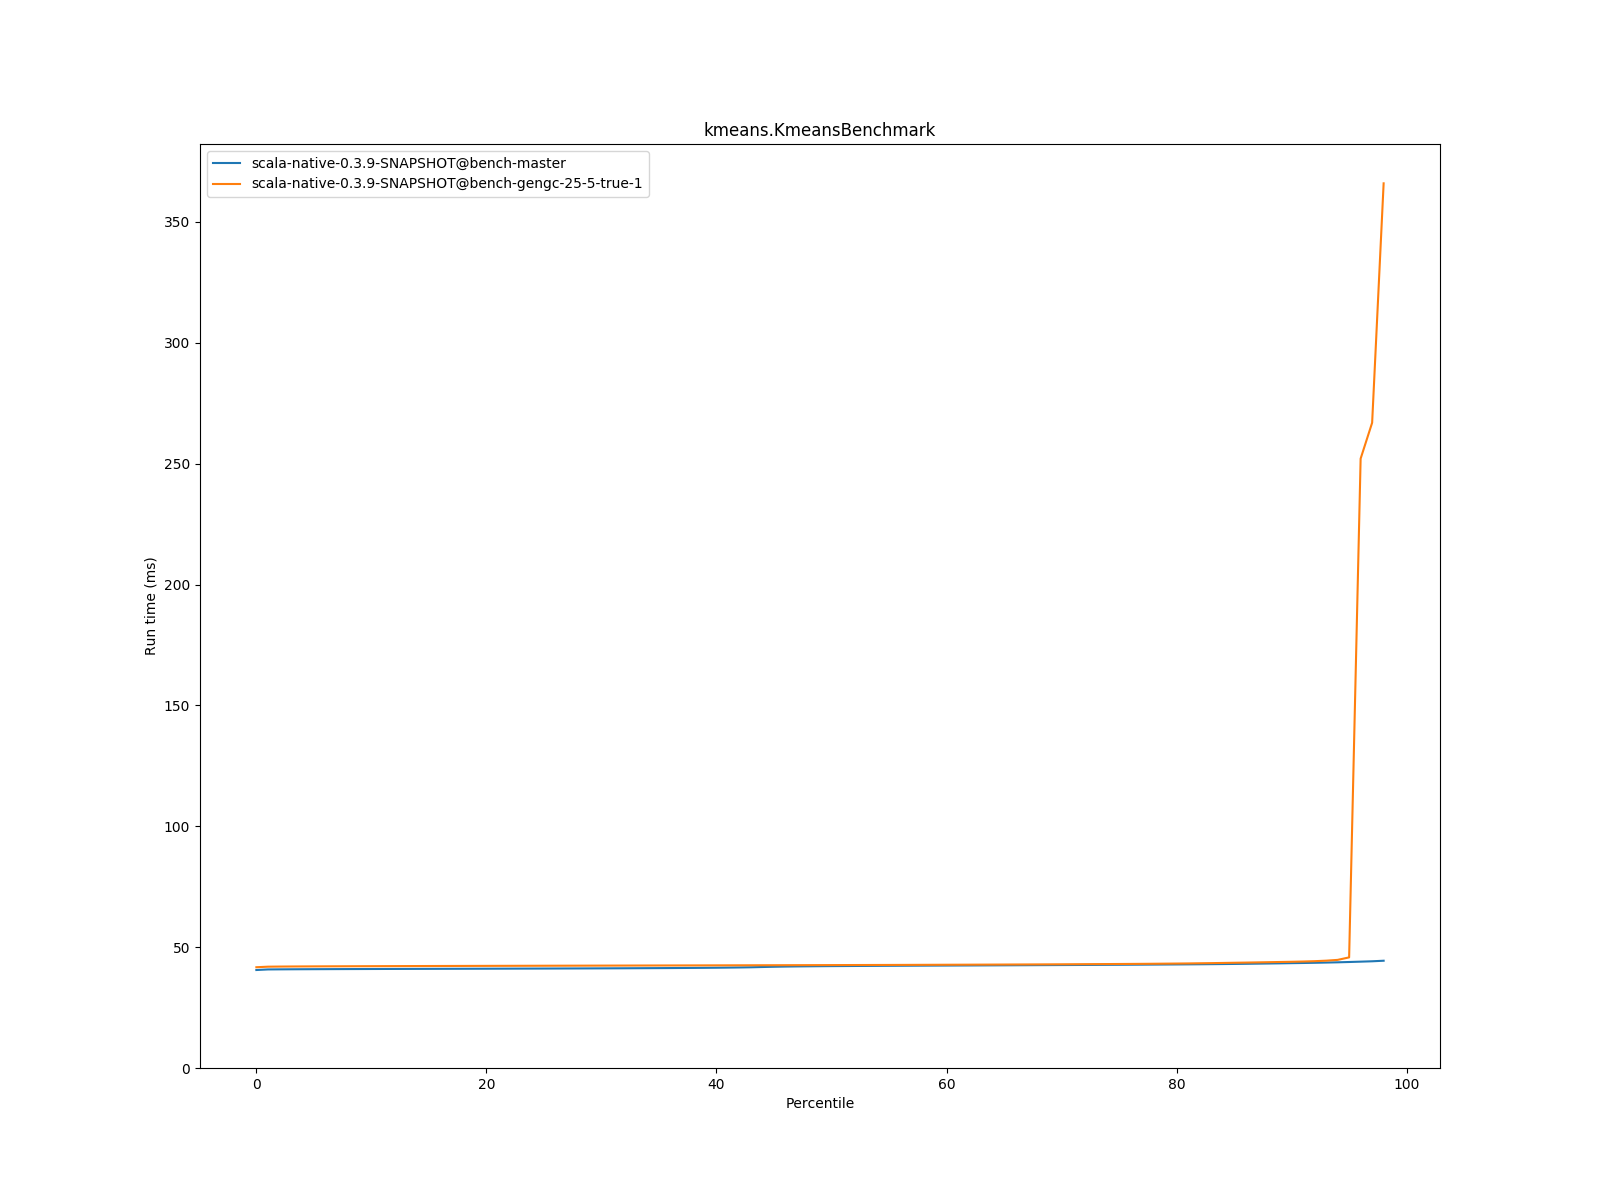 kmeans.KmeansBenchmark
scala-native-0.3.9-SNAPSHOT@bench-master
scala-native-0.3.9-SNAPSHOT@bench-gengc-25-5-true-1
350
300
250
200
150
100
50
0
Run time (ms)
0 20 40 60 80 100
Percentile